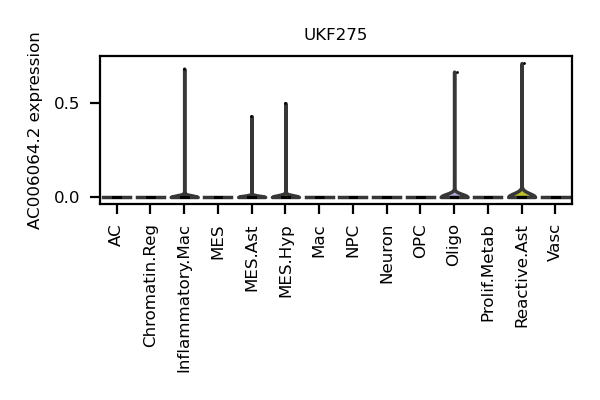 UKF275
AC006064.2 expression
0.5
0.0
AC
Chromatin.Reg
Inflammatory.Mac
MES
MES.Ast
MES.Hyp
Mac
NPC
Neuron
OPC
Oligo
Prolif.Metab
Reactive.Ast
Vasc